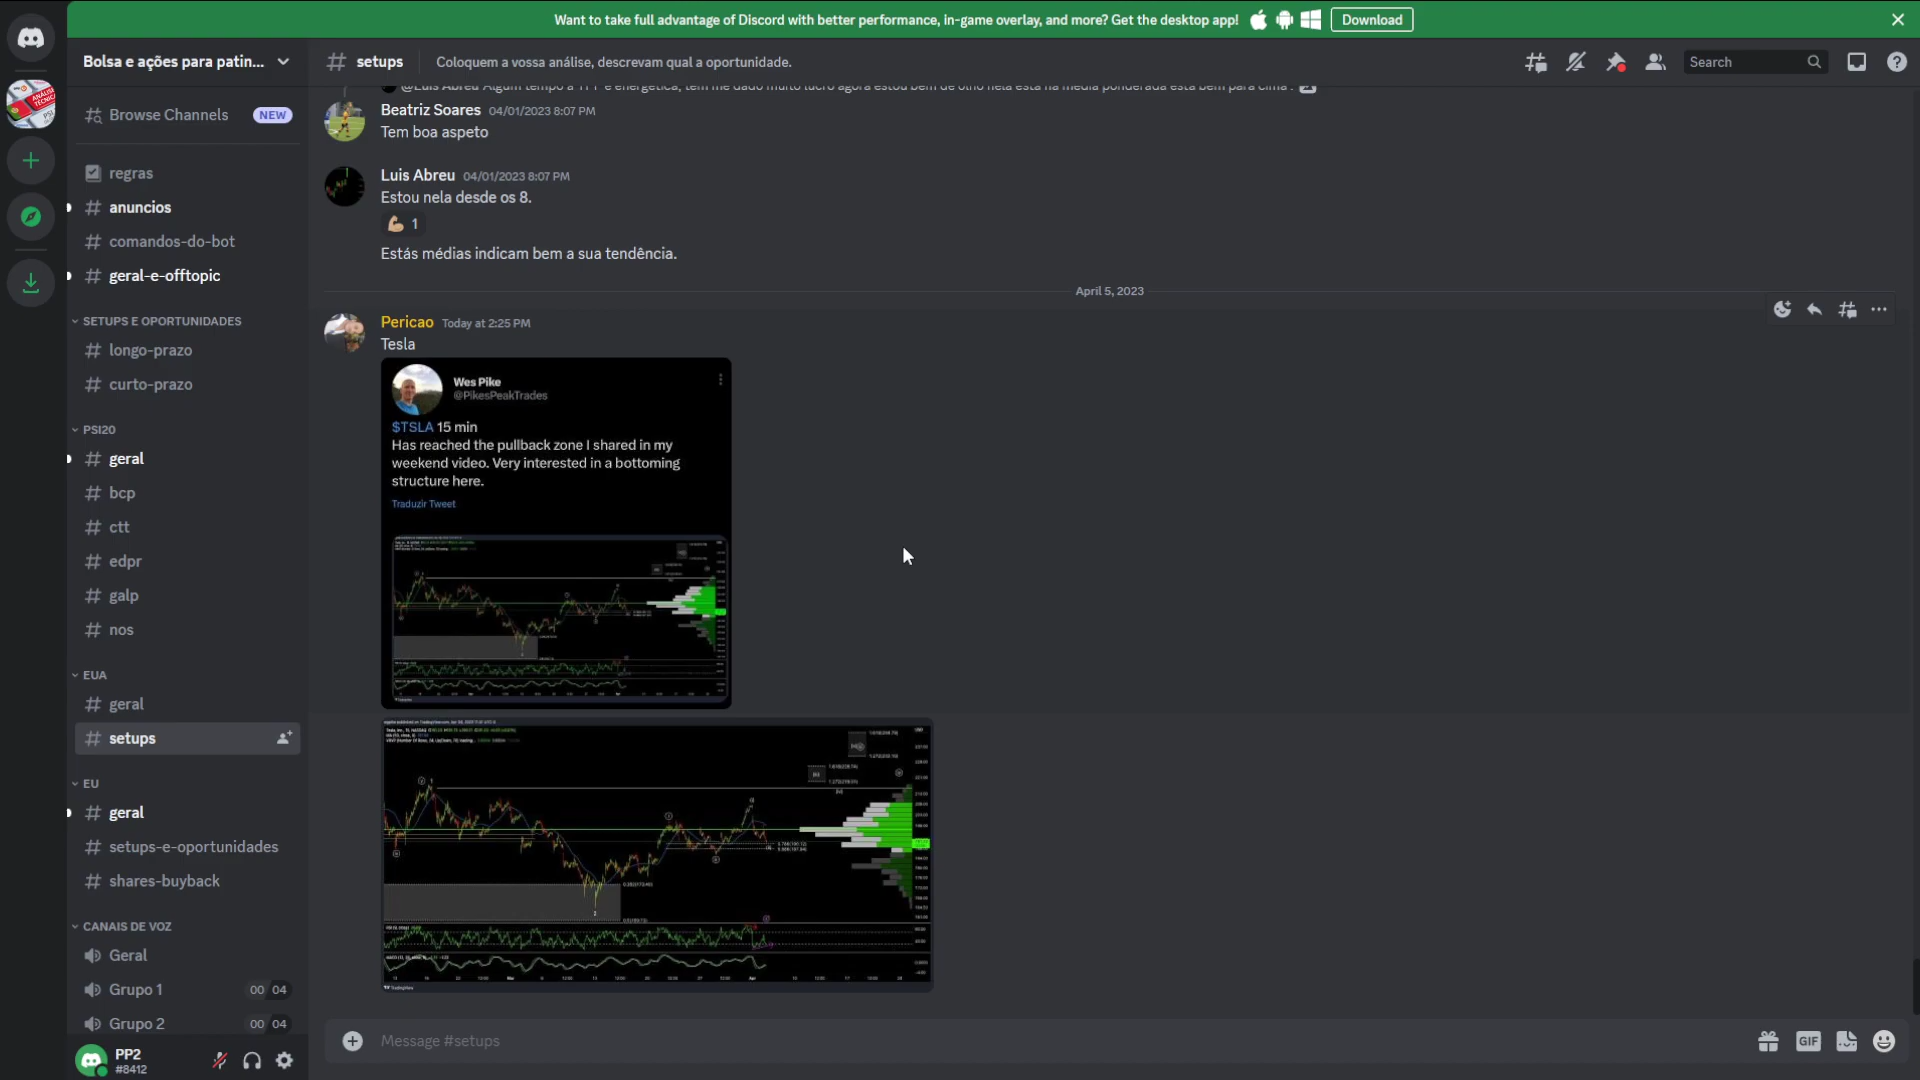 Want to take full advantage of Discord with better performance, in-game overlay, and more? Get the desktop app!
Download
Bolsa e ações para patin...
setups
Coloquem a vossa análise, descrevam qual a oportunidade.
Search
Browse Channels
NEW
regras
anuncios
comandos-do-bot
geral-e-offtopic
SETUPS E OPORTUNIDADES
longo-prazo
curto-prazo
PSI20
geral
bcp
ctt
edpr
galp
nos
EUA
geral
setups
EU
geral
setups-e-oportunidades
shares-buyback
CANAIS DE VOZ
Geral
Grupo 1
00 04
Grupo 2
00 04
PP2
#8412
Beatriz Soares 04/01/2023 8:07 PM
Tem boa aspeto
Luis Abreu 04/01/2023 8:07 PM
Estou nela desde os 8.
1
Estás médias indicam bem a sua tendência.
April 5, 2023
Pericao Today at 2:25 PM
Tesla
Wes Pike
@PikesPeakTrades
$TSLA 15 min
Has reached the pullback zone I shared in my
weekend video. Very interested in a bottoming
structure here.
Traduzir Tweet
Message #setups
GIF